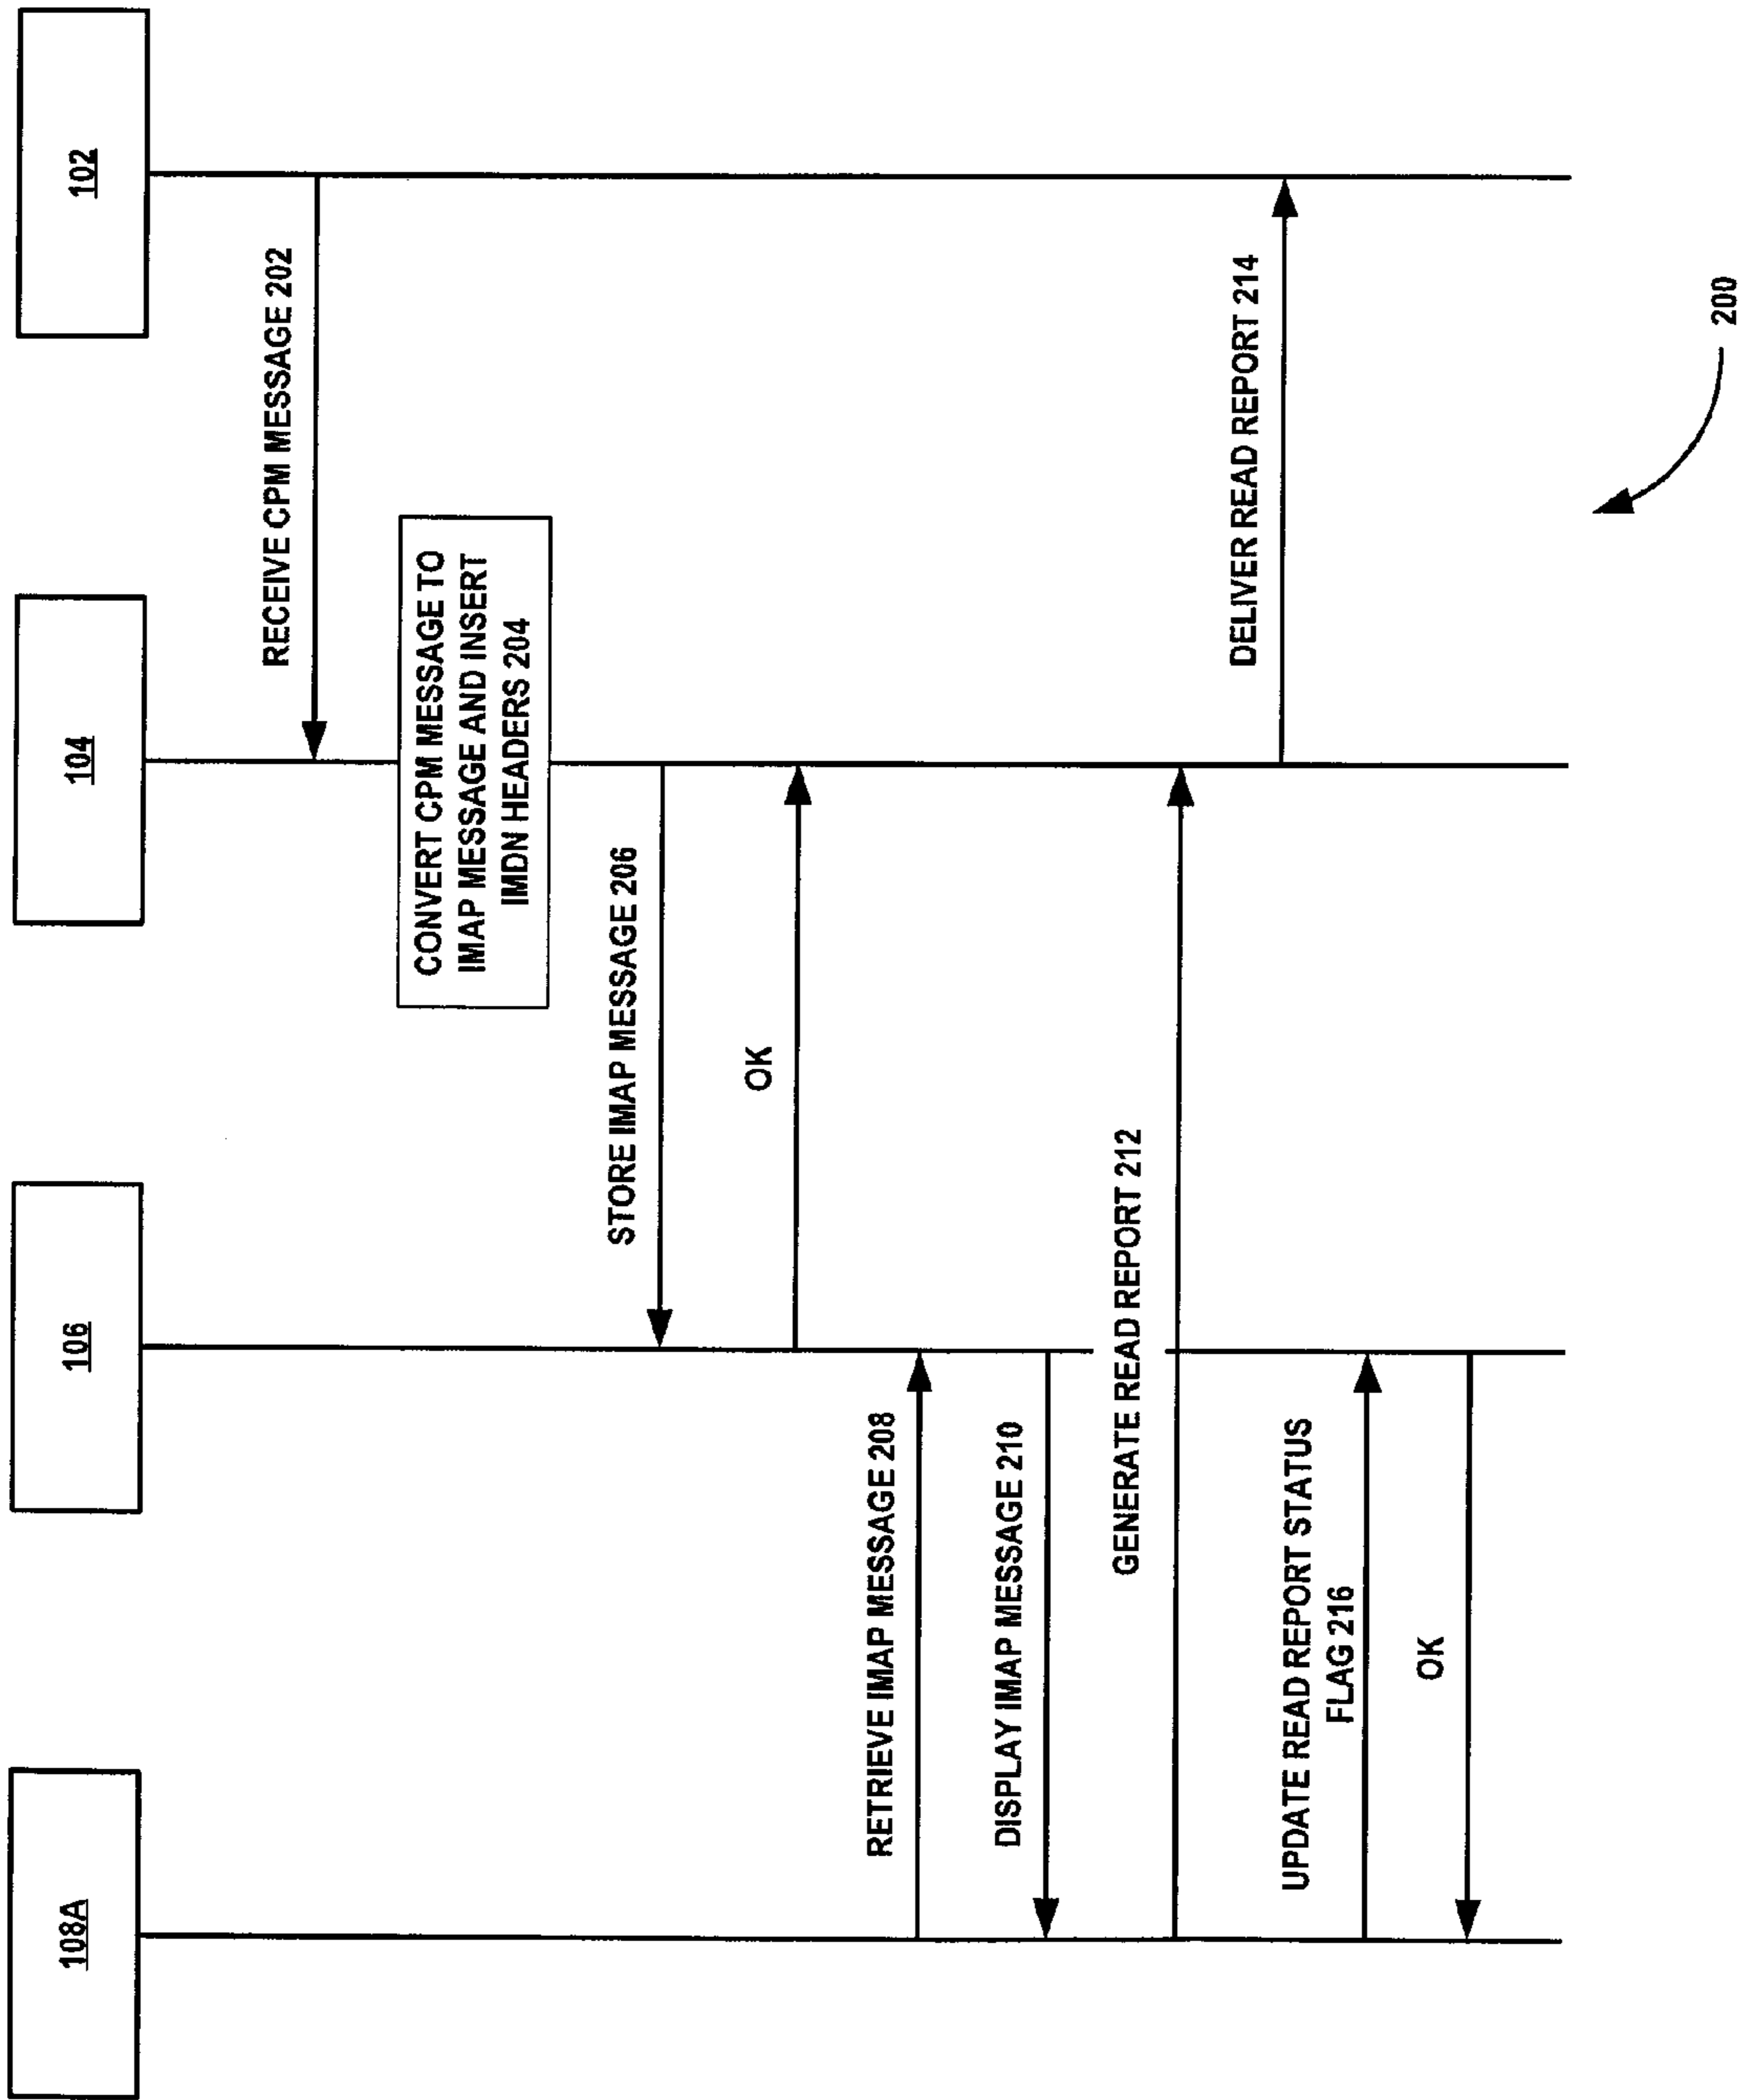 108A
106
104
102
RECEIVE CPM MESSAGE 202
CONVERT CPM MESSAGE TO
IMAP MESSAGE AND INSERT
IMDN HEADERS 204
STORE IMAP MESSAGE 206
OK
RETRIEVE IMAP MESSAGE 208
DISPLAY IMAP MESSAGE 210
GENERATE READ REPORT 212
DELIVER READ REPORT 214
UPDATE READ REPORT STATUS
FLAG 216
OK
200